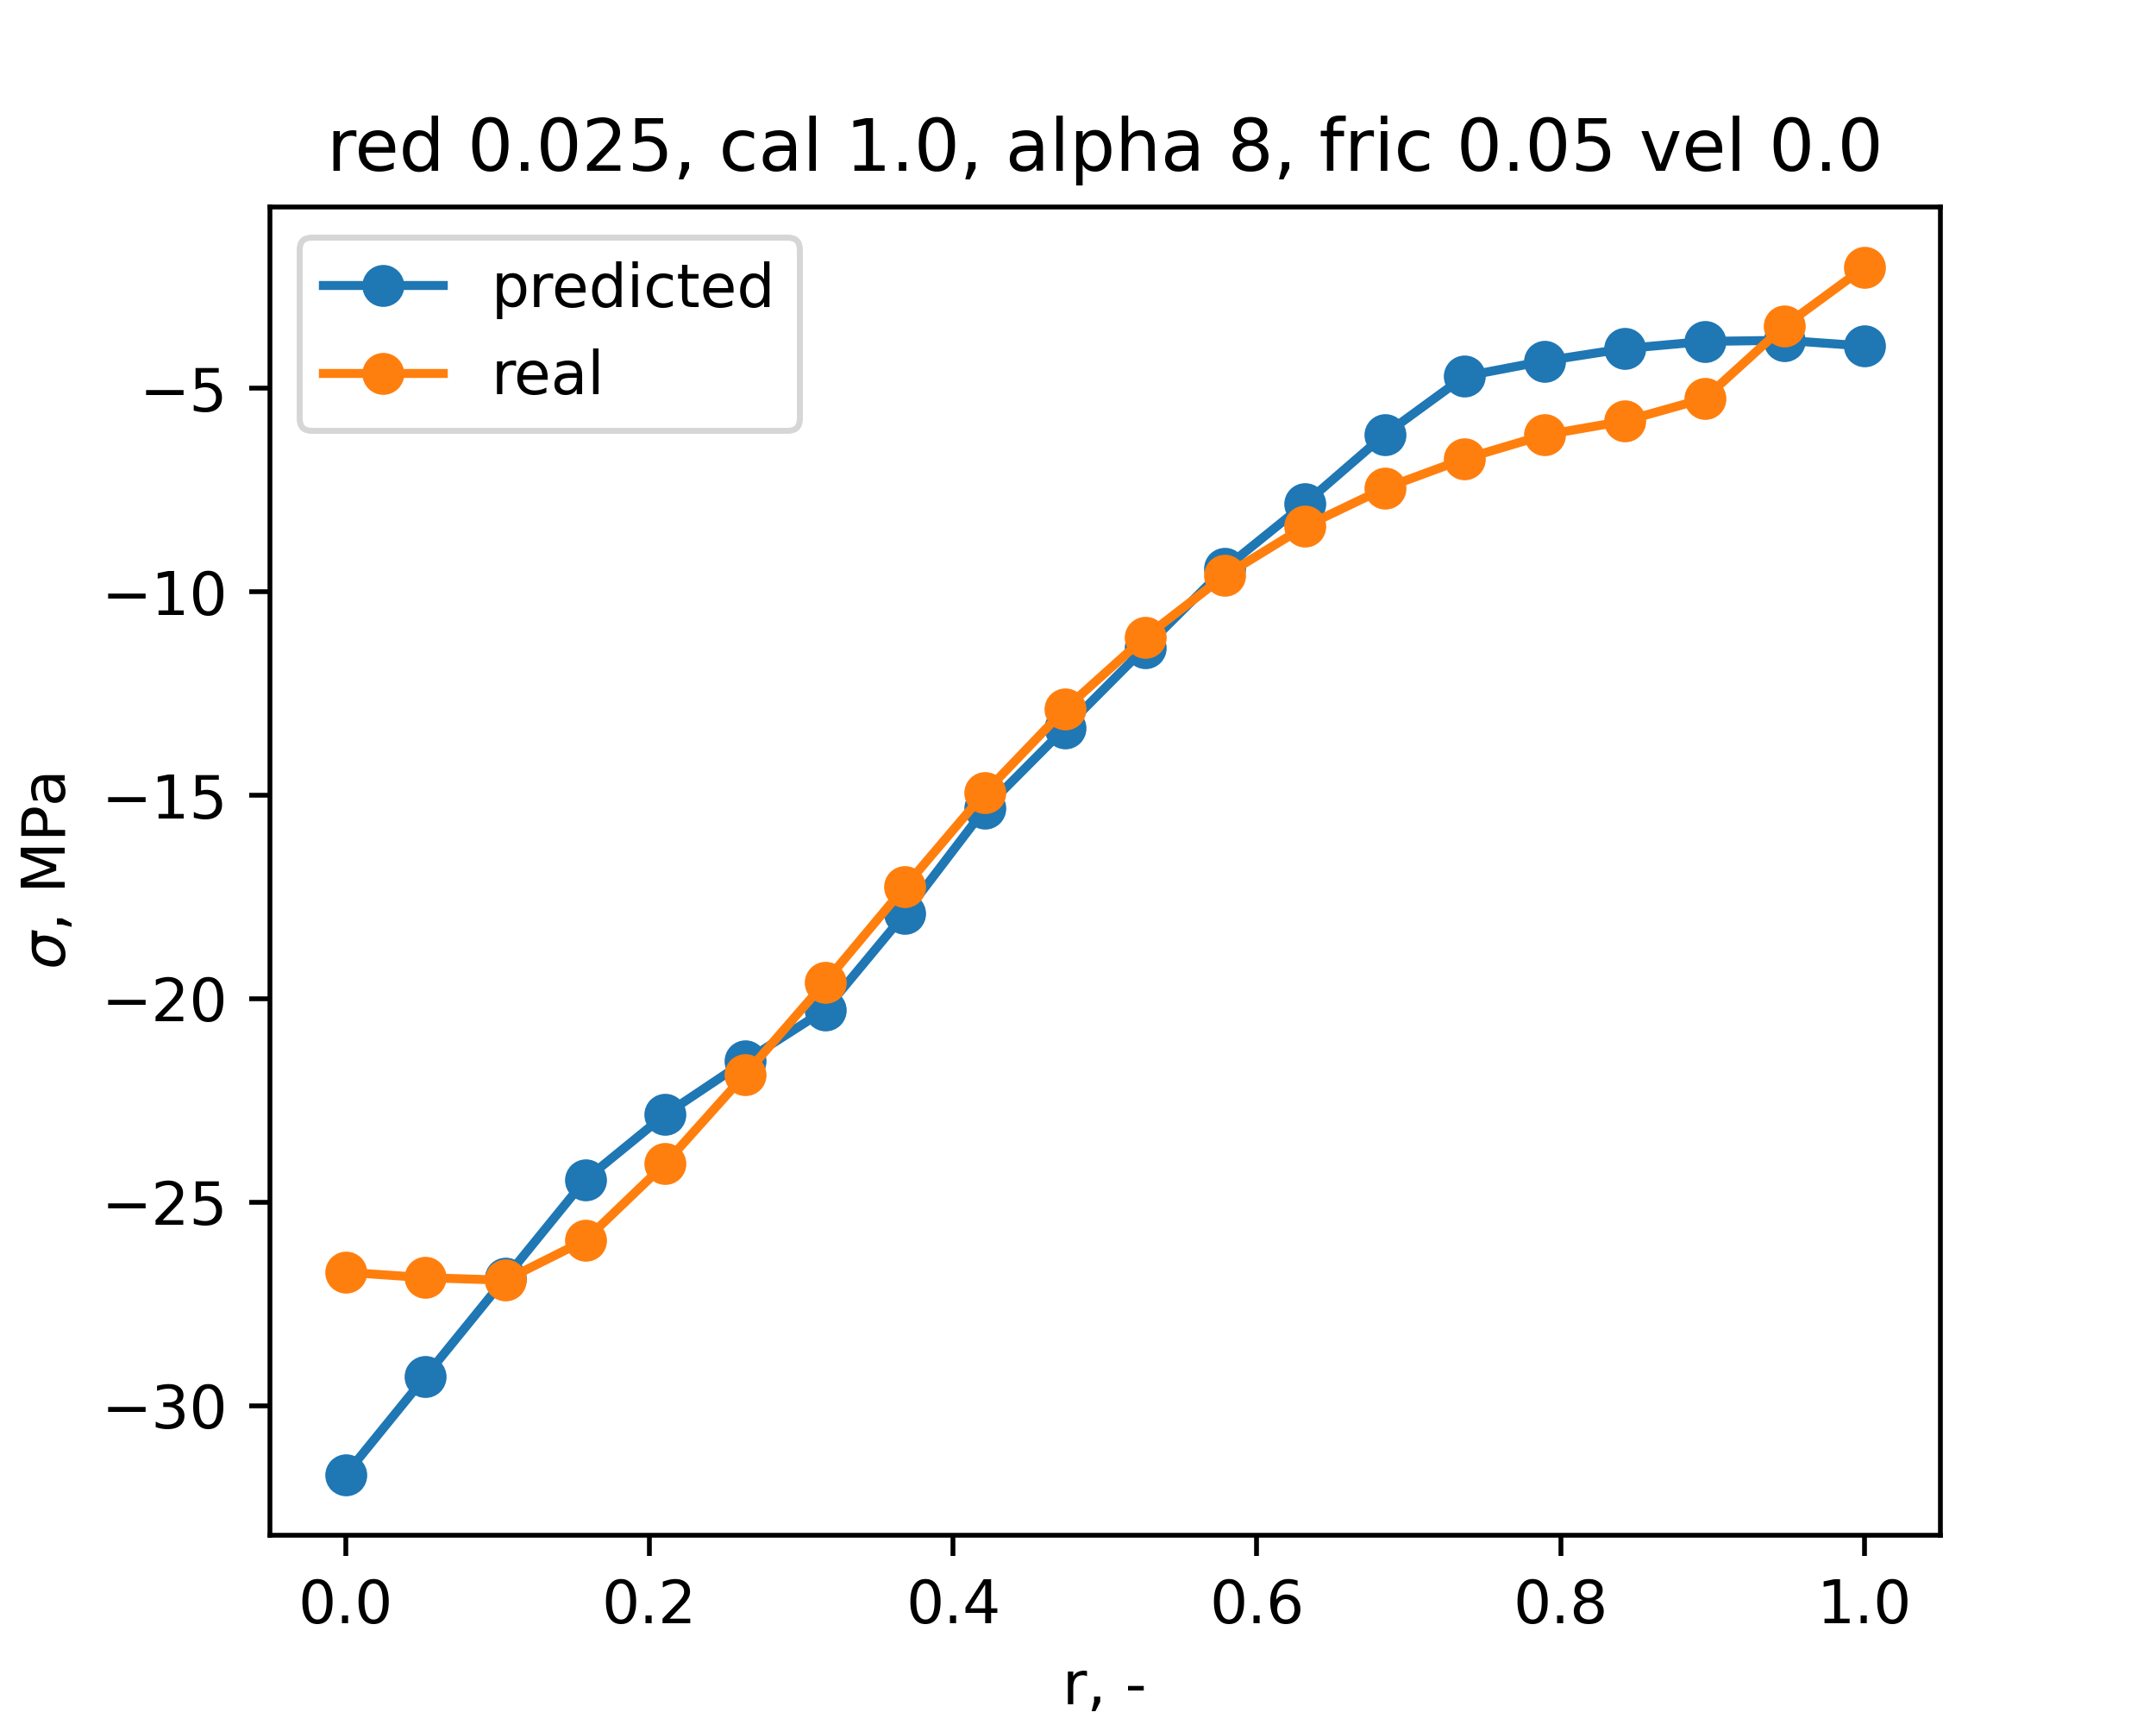 red 0.025, cal 1.0, alpha 8, fric 0.05 vel 0.0
predicted
real
−5
−10
−15
−20
−25
−30
σ, MPa
0.0 0.2 0.4 0.6 0.8 1.0
r, -